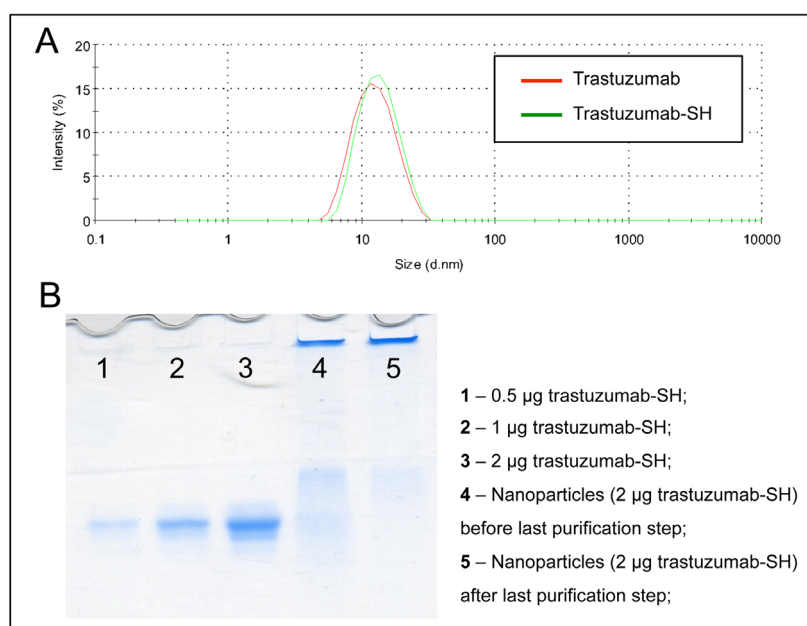 A
20
15
10
5
0
Intensity (%)
Trastuzumab
Trastuzumab-SH
0.1 1 10 100 1000 10000
Size (d.nm)
B
1 2 3 4 5
1 – 0.5 µg trastuzumab-SH;
2 – 1 µg trastuzumab-SH;
3 – 2 µg trastuzumab-SH;
4 – Nanoparticles (2 µg trastuzumab-SH)
before last purification step;
5 – Nanoparticles (2 µg trastuzumab-SH)
after last purification step;